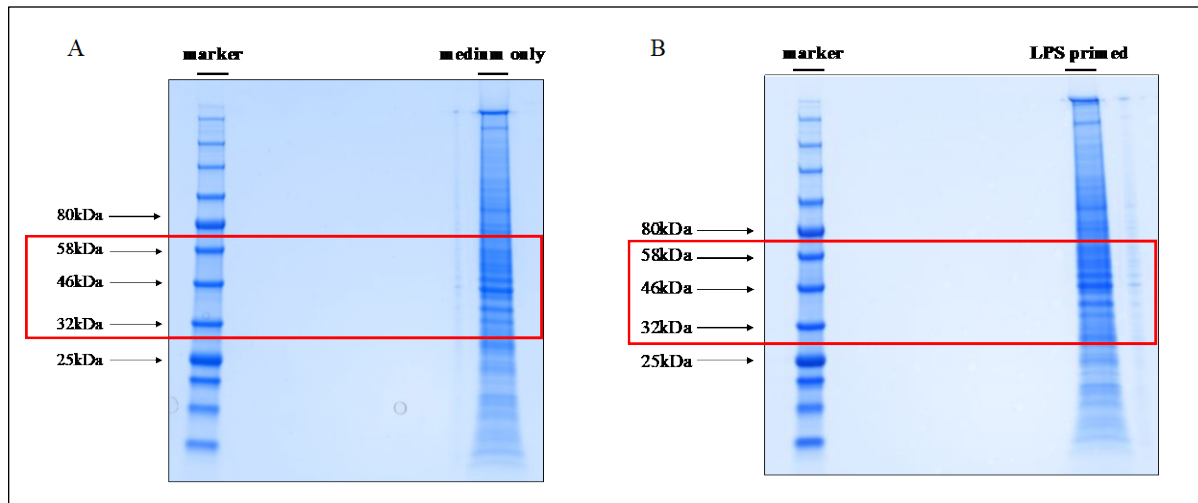 A
marker
medium only
80kDa
58kDa
46kDa
32kDa
25kDa
B
marker
LPS primed
80kDa
58kDa
46kDa
32kDa
25kDa